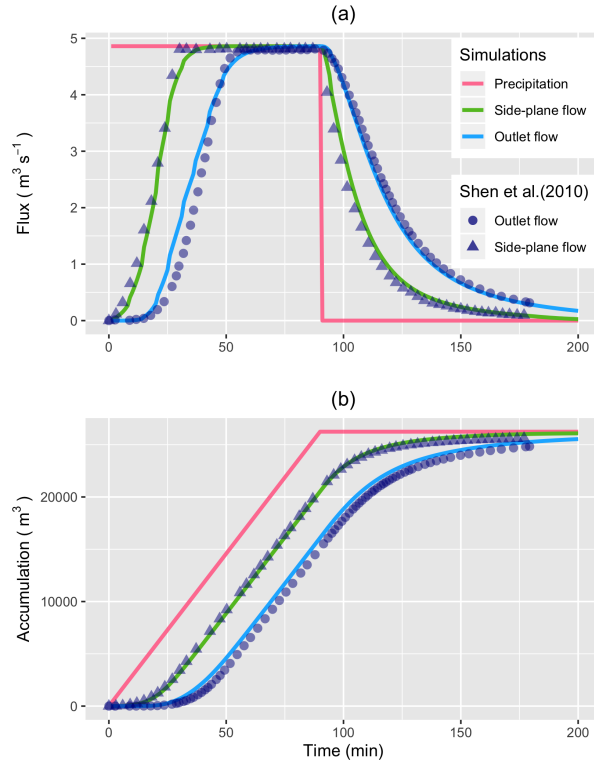 (a)
Flux ( m³ s⁻¹ )
5
4
3
2
1
0
0 50 100 150 200
Simulations
Precipitation
Side-plane flow
Outlet flow
Shen et al.(2010)
Outlet flow
Side-plane flow
(b)
Accumulation ( m³ )
20000
10000
0
0 50 100 150 200
Time (min)